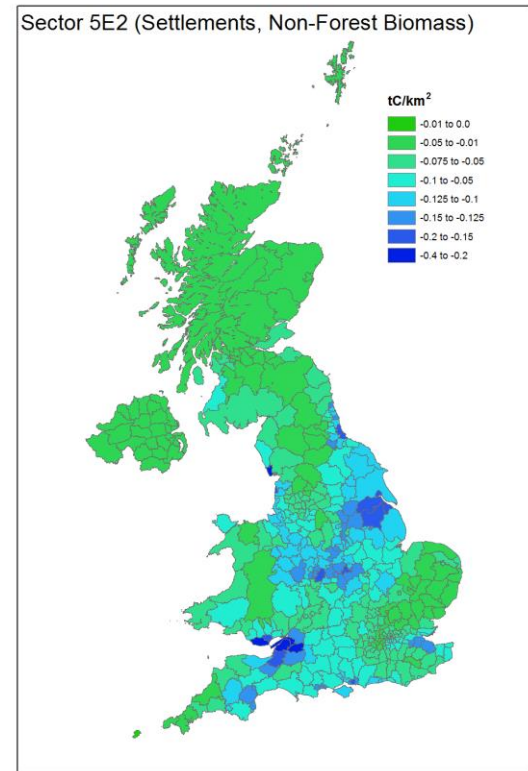 Sector 5E2 (Settlements, Non-Forest Biomass)
tC/km²
-0.01 to 0.0
-0.05 to -0.01
-0.075 to -0.05
-0.1 to -0.05
-0.125 to -0.1
-0.15 to -0.125
-0.2 to -0.15
-0.4 to -0.2